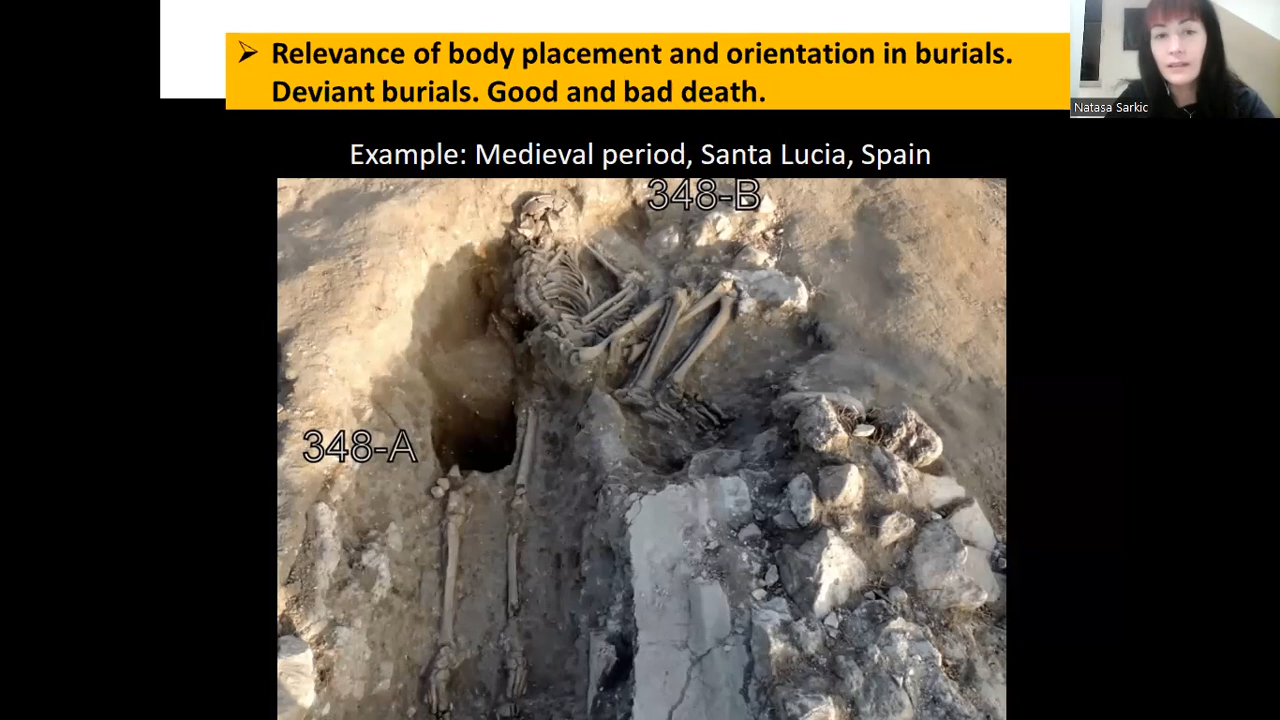 ➢ Relevance of body placement and orientation in burials.
Deviant burials. Good and bad death.
Natasa Sarkic
Example: Medieval period, Santa Lucia, Spain
348-B
348-A